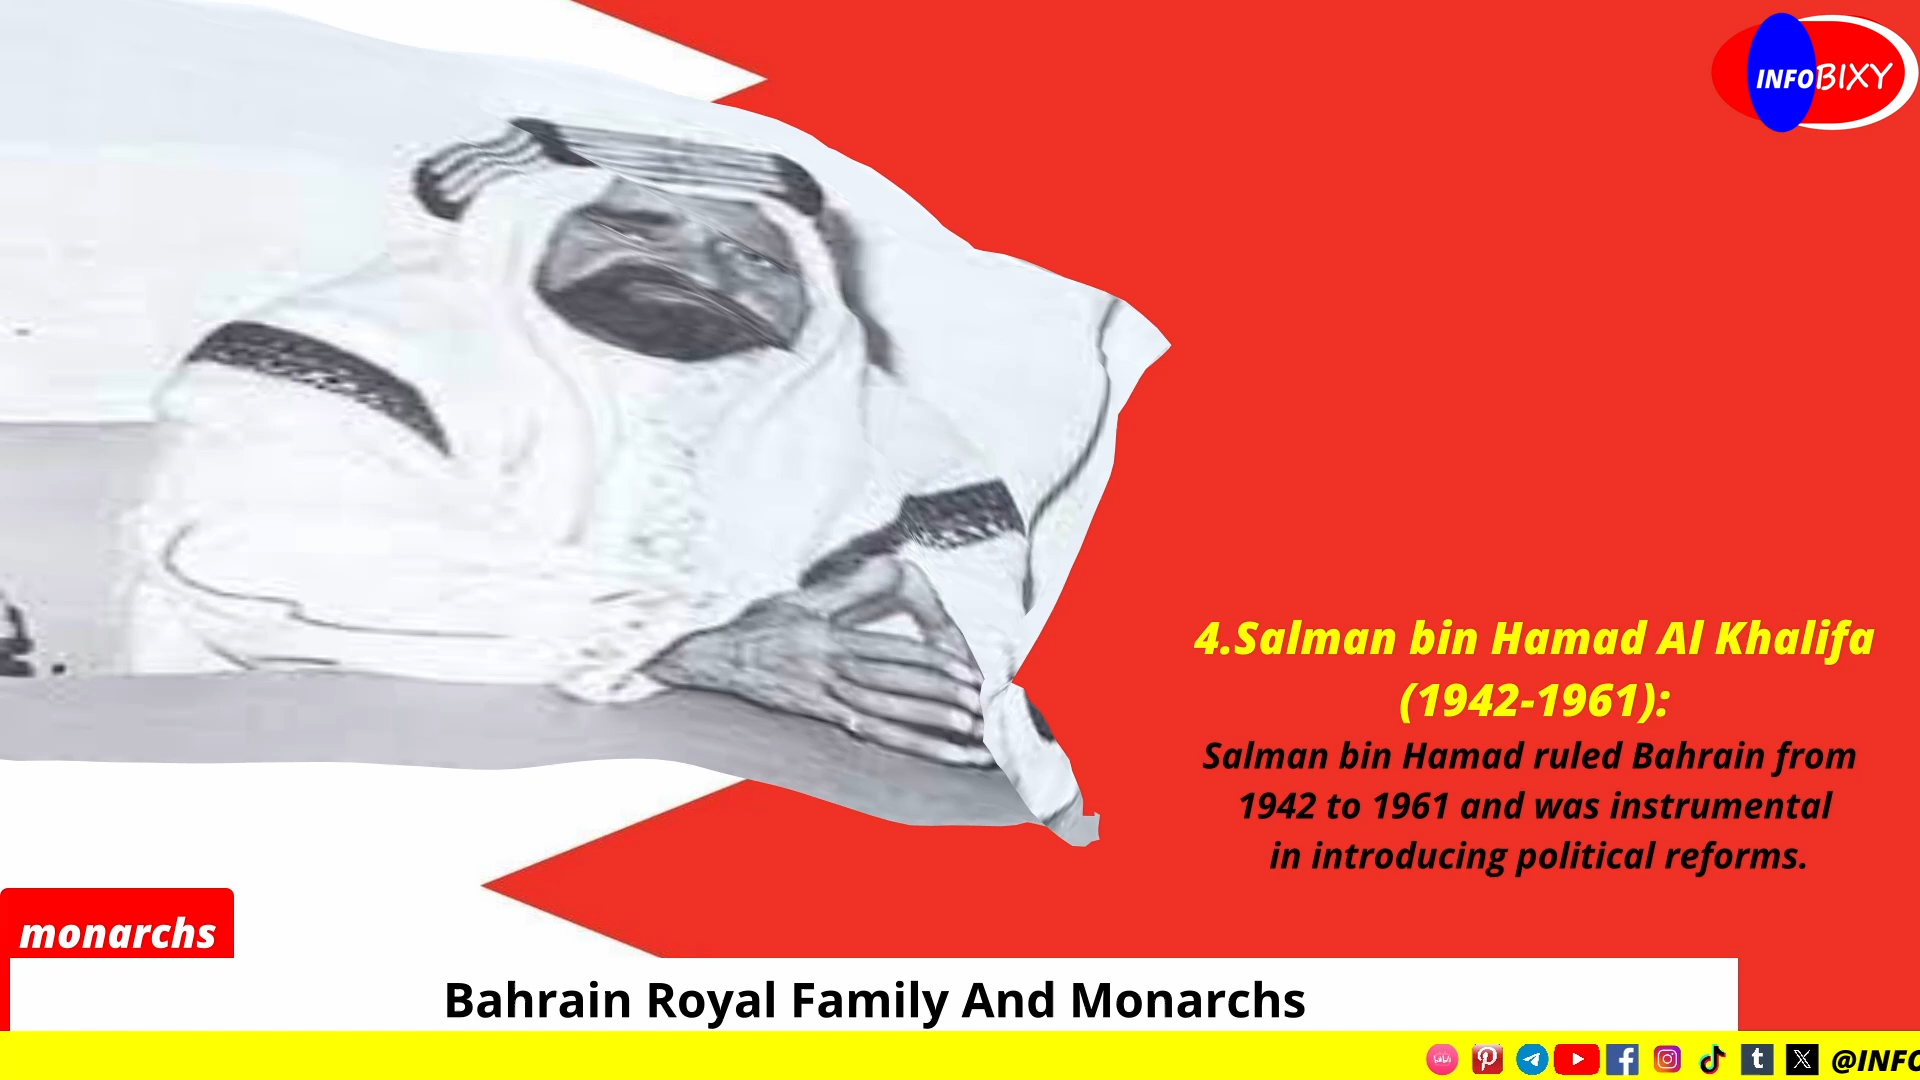 INFOBIXY
4.Salman bin Hamad Al Khalifa
(1942-1961):
Salman bin Hamad ruled Bahrain from
1942 to 1961 and was instrumental
in introducing political reforms.
monarchs
Bahrain Royal Family And Monarchs
@INFO